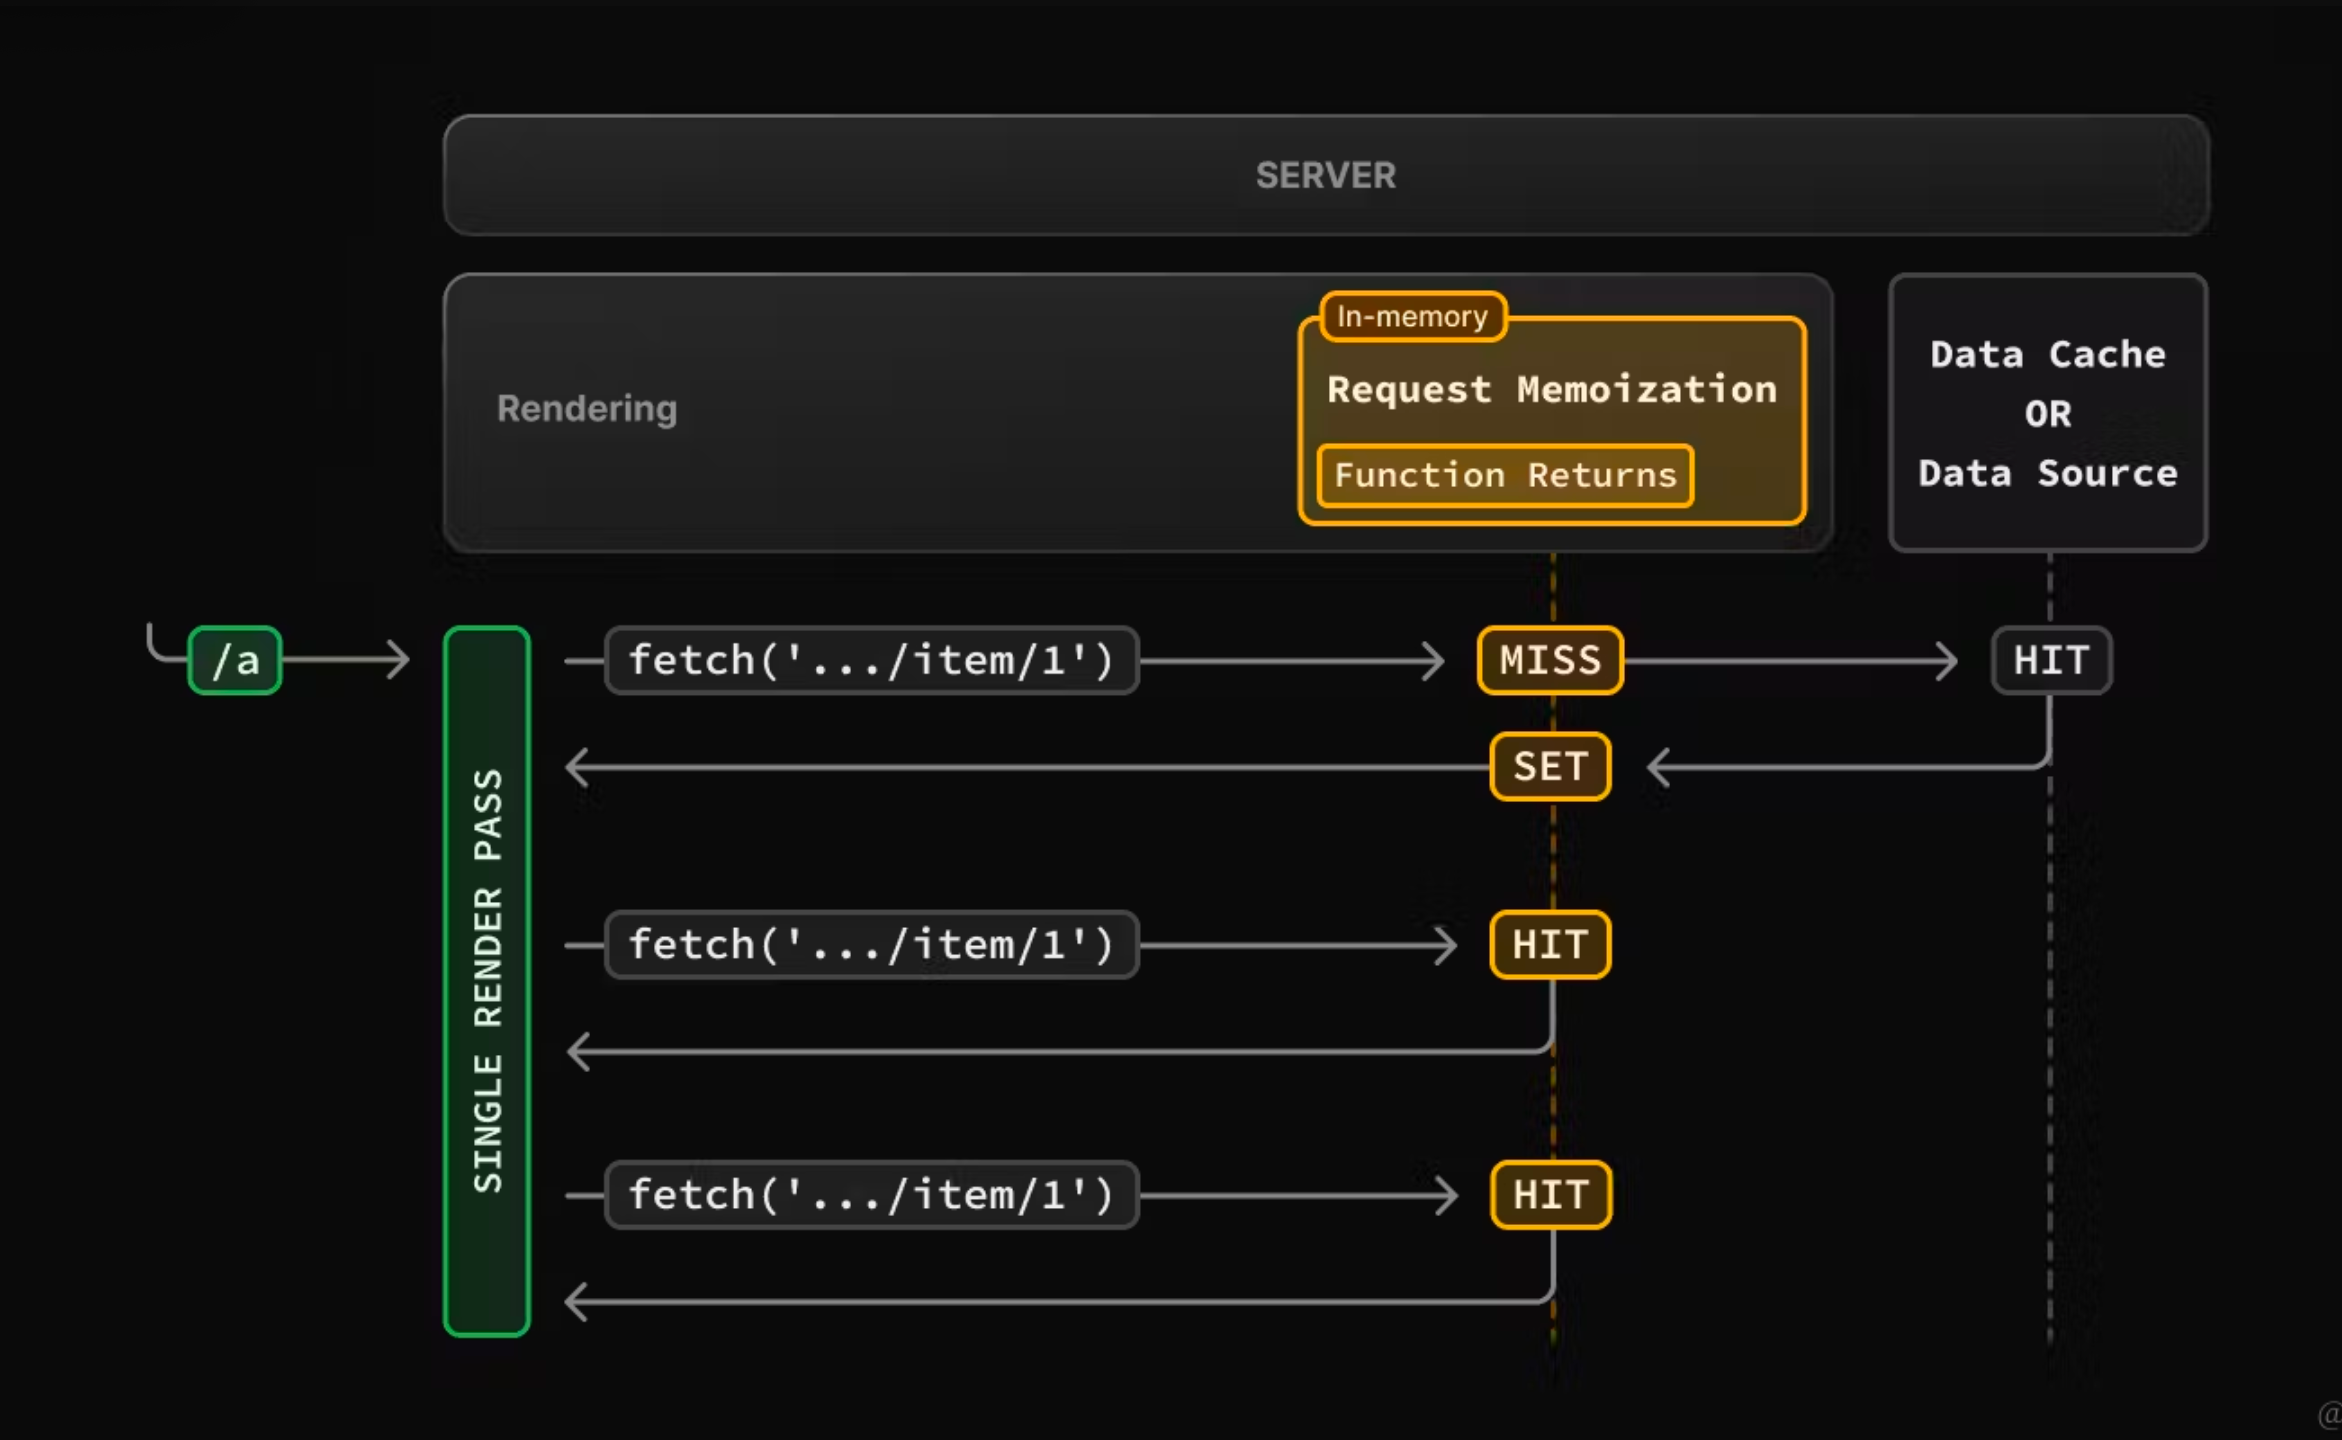 SERVER
Rendering
In-memory
Request Memoization
Function Returns
Data Cache
OR
Data Source
/a
SINGLE RENDER PASS
fetch('.../item/1')
MISS
HIT
SET
fetch('.../item/1')
HIT
fetch('.../item/1')
HIT
@